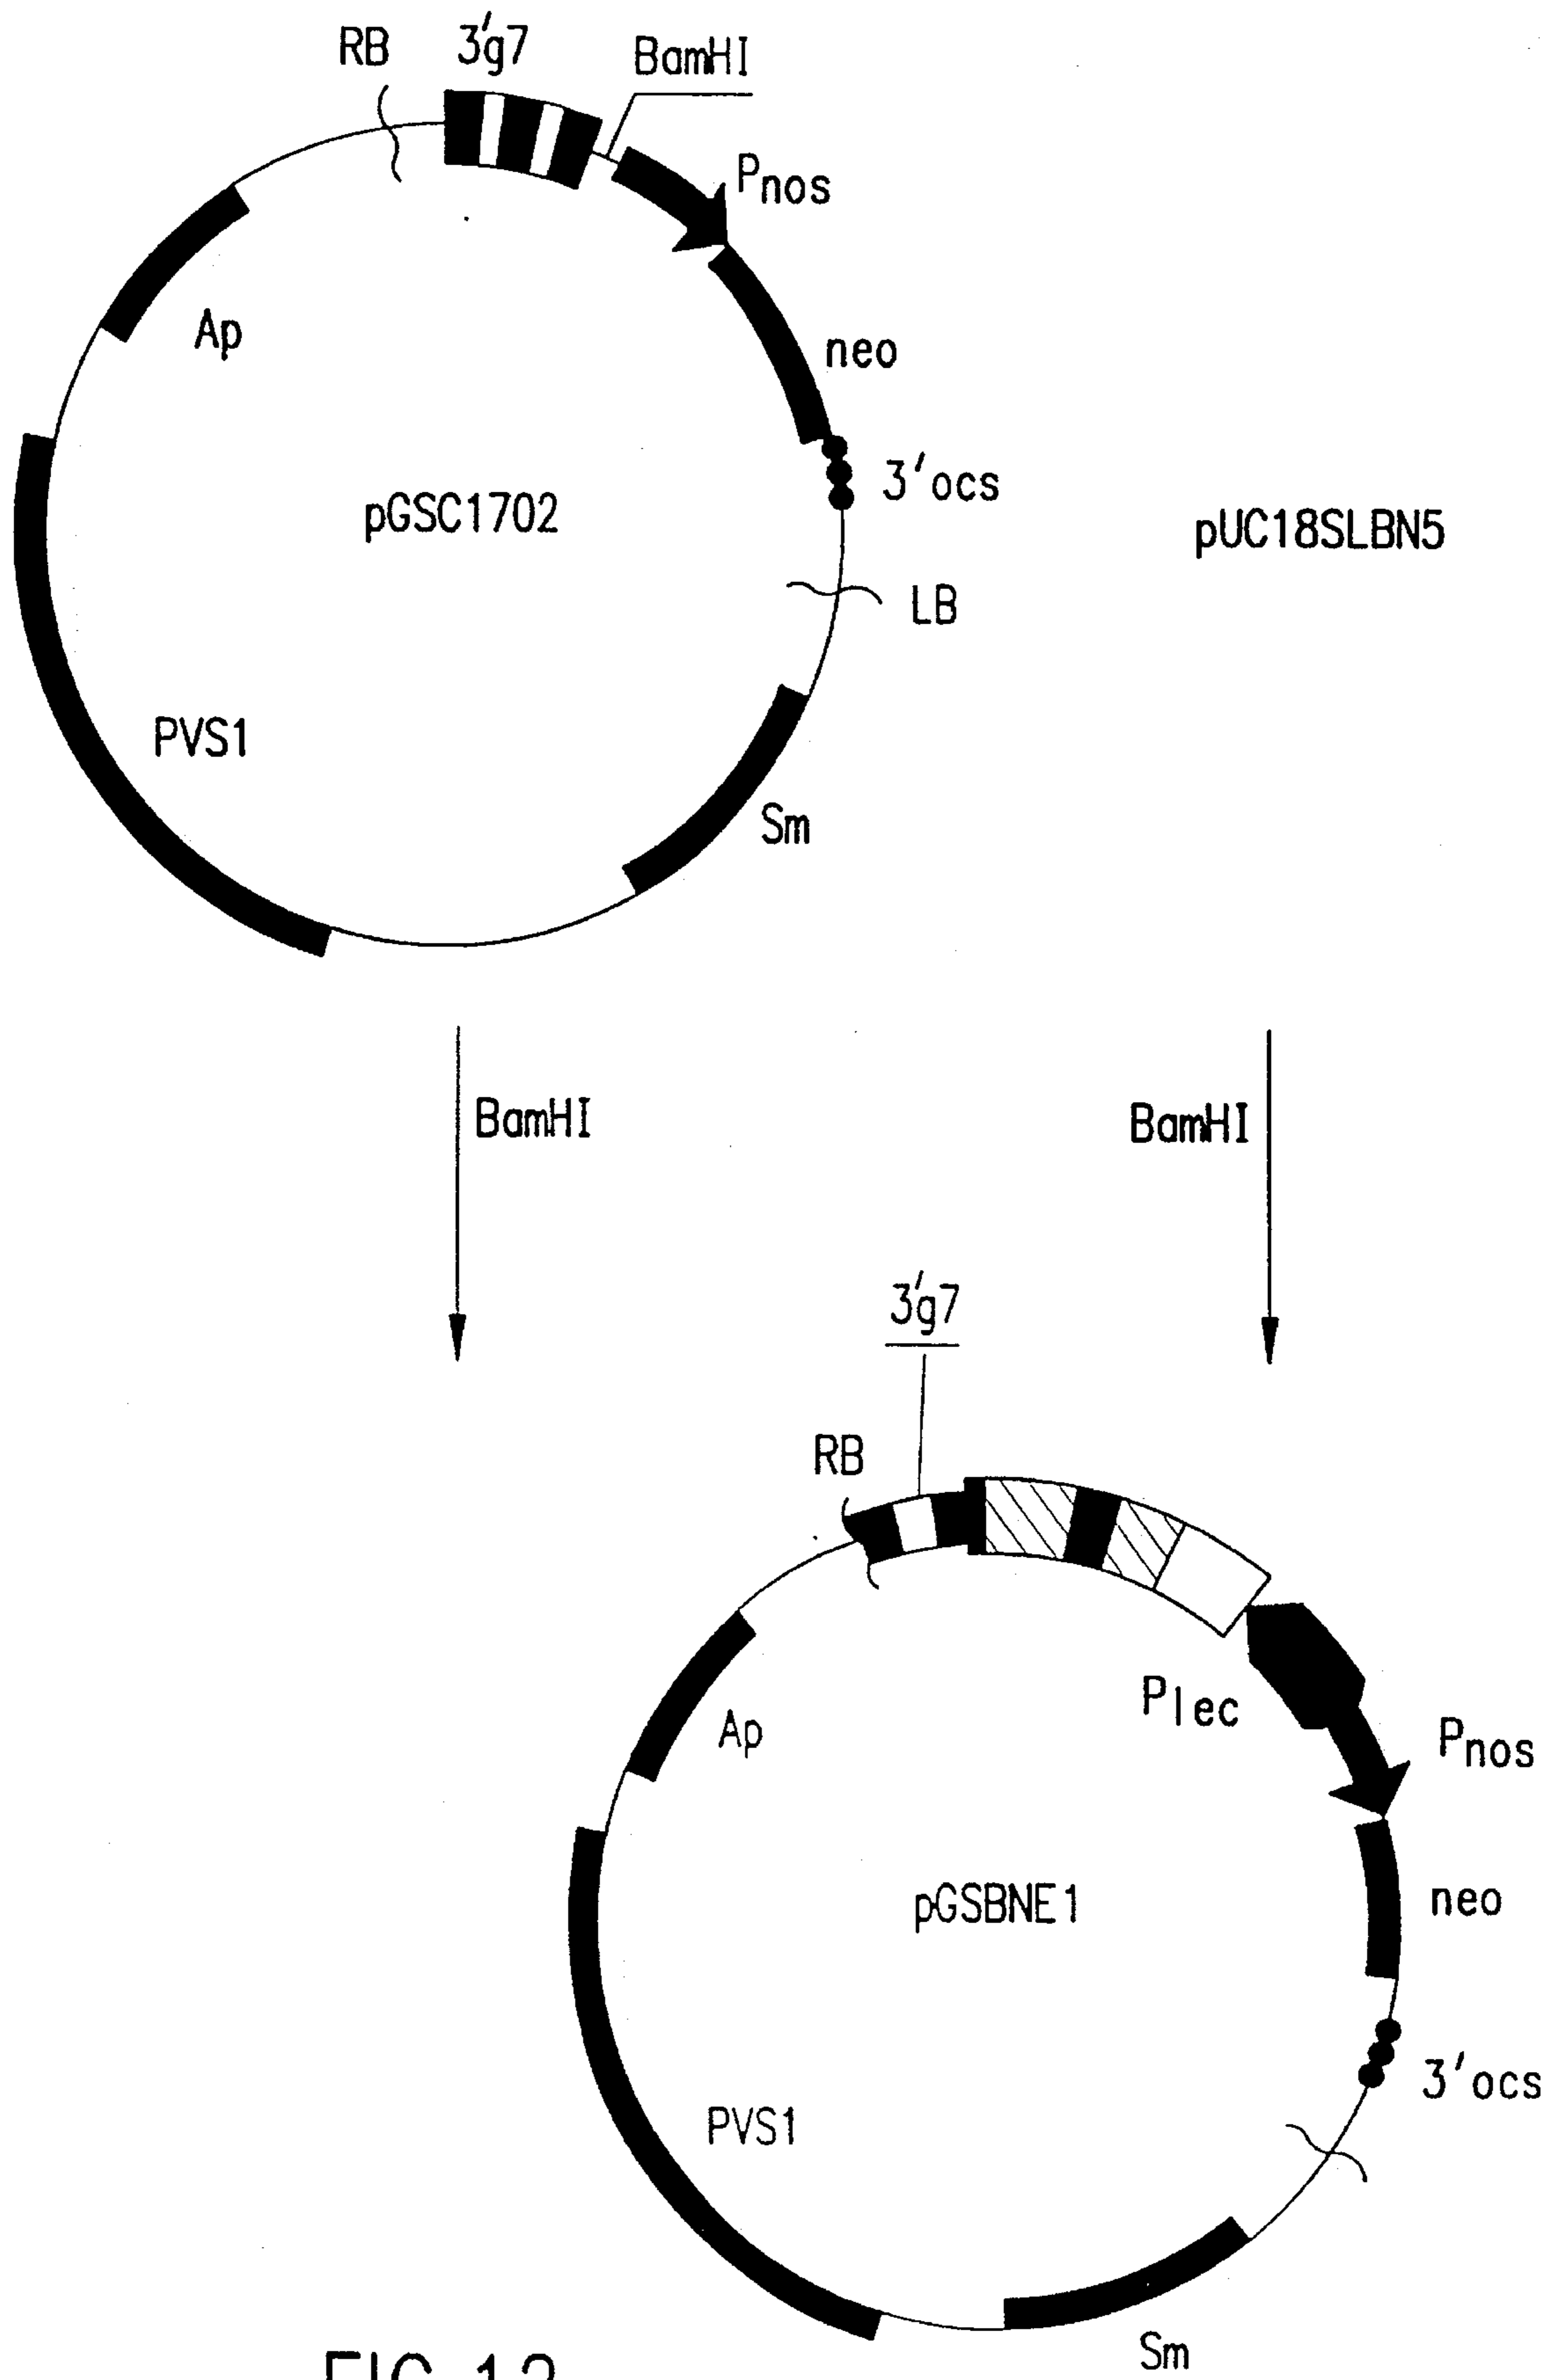 RB
3'g7
BamHI
Pnos
Ap
neo
3'ocs
pGSC1702
pUC18SLBN5
LB
PVS1
Sm
BamHI
BamHI
3'g7
RB
Plec
Ap
Pnos
pGSBNE1
neo
3'ocs
PVS1
Sm